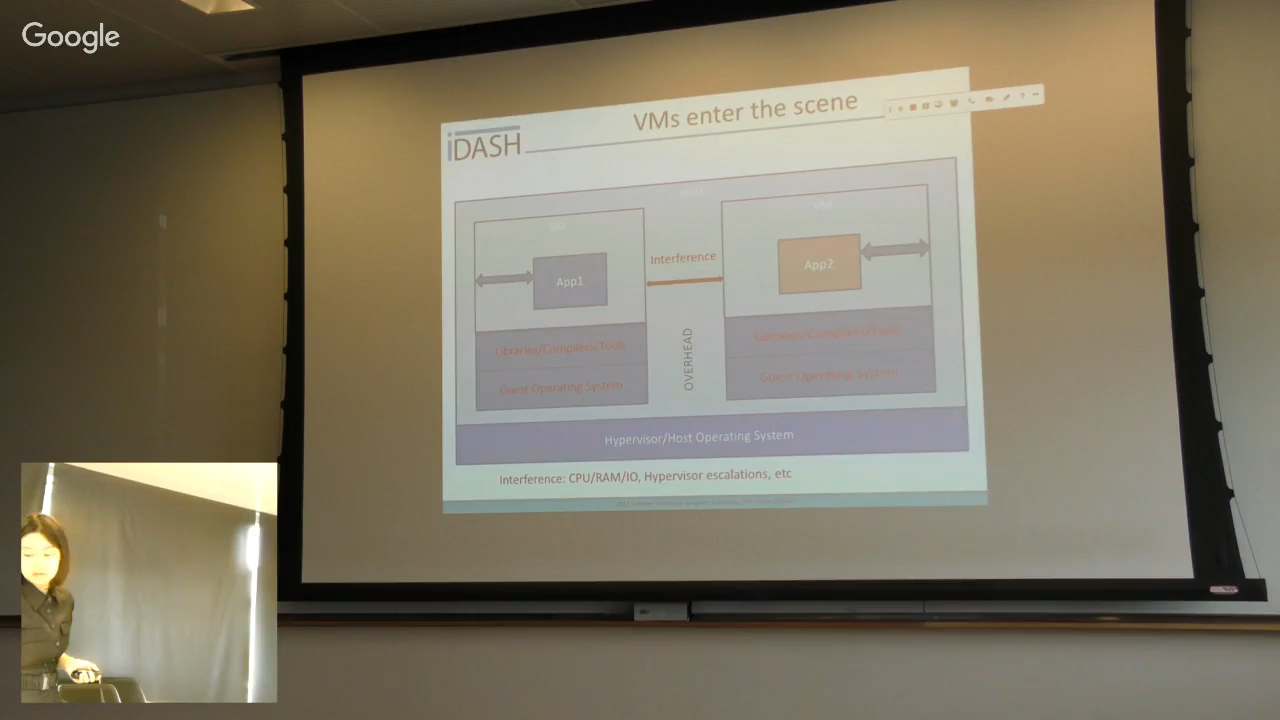 Google
VMs enter the scene
iDASH
Host
VM
VM
App1
Interference
App2
Libraries/Compilers/Tools
Guest Operating System
OVERHEAD
Libraries/Compilers/Tools
Guest Operating System
Hypervisor/Host Operating System
Interference: CPU/RAM/IO, Hypervisor escalations, etc